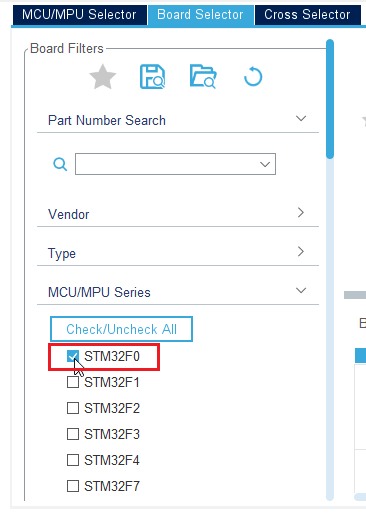 MCU/MPU Selector Board Selector Cross Selector
Board Filters
Part Number Search
Vendor
Type
MCU/MPU Series
Check/Uncheck All
STM32F0
STM32F1
STM32F2
STM32F3
STM32F4
STM32F7